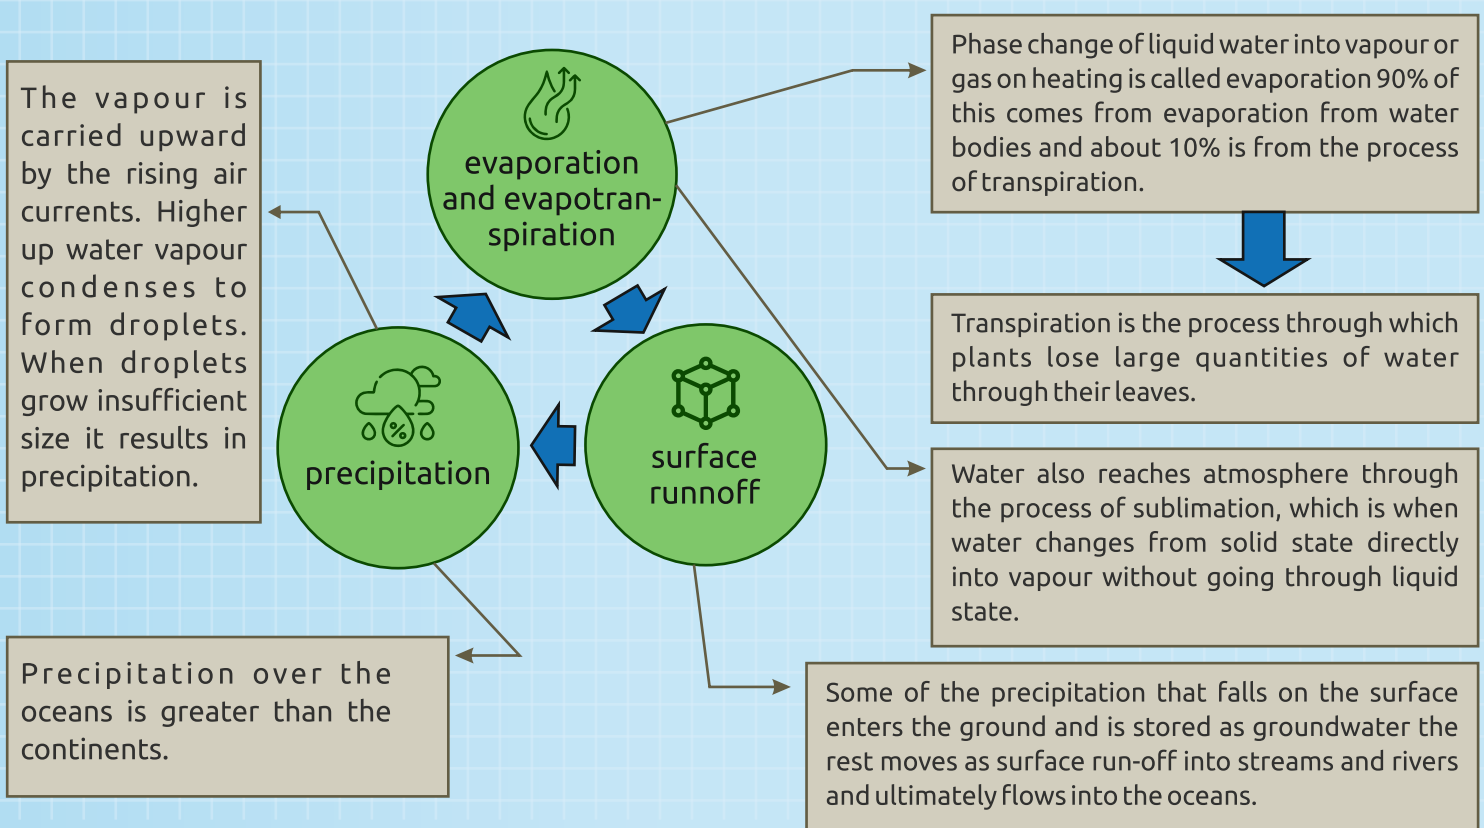 The vapour is
carried upward
by the rising air
currents. Higher
up water vapour
condenses to
form droplets.
When droplets
grow insufficient
size it results in
precipitation.
evaporation
and evapotran-
spiration
Phase change of liquid water into vapour or
gas on heating is called evaporation 90% of
this comes from evaporation from water
bodies and about 10% is from the process
of transpiration.
Transpiration is the process through which
plants lose large quantities of water
through their leaves.
precipitation
%
surface
runnoff
Water also reaches atmosphere through
the process of sublimation, which is when
water changes from solid state directly
into vapour without going through liquid
state.
Precipitation over the
oceans is greater than the
continents.
Some of the precipitation that falls on the surface
enters the ground and is stored as groundwater the
rest moves as surface run-off into streams and rivers
and ultimately flows into the oceans.